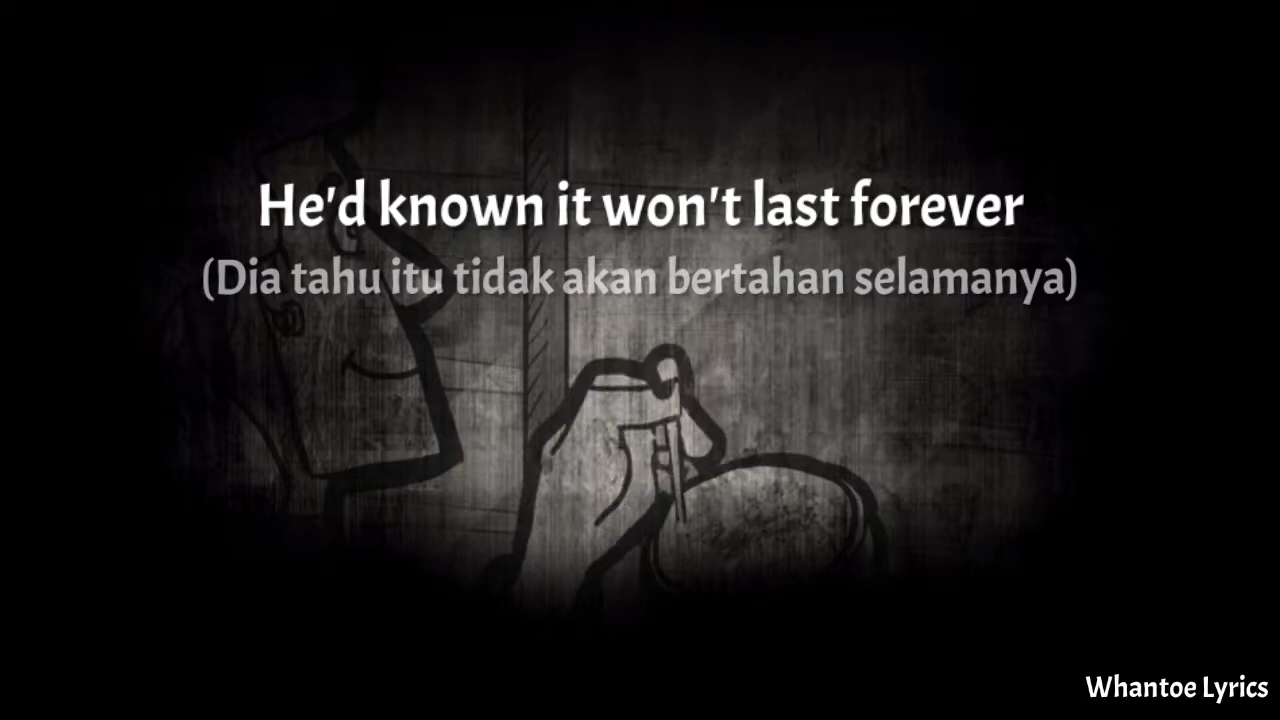 He'd known it won't last forever
(Dia tahu itu tidak akan bertahan selamanya)
Whantoe Lyrics